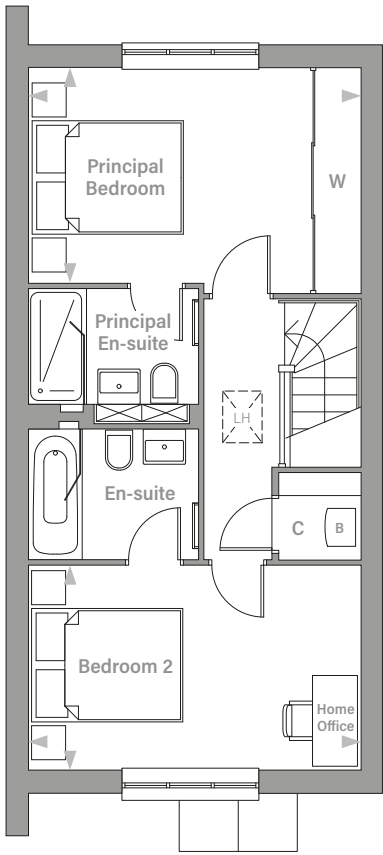 Principal
Bedroom
W
Principal
En-suite
LH
En-suite
C
B
Bedroom 2
Home
Office